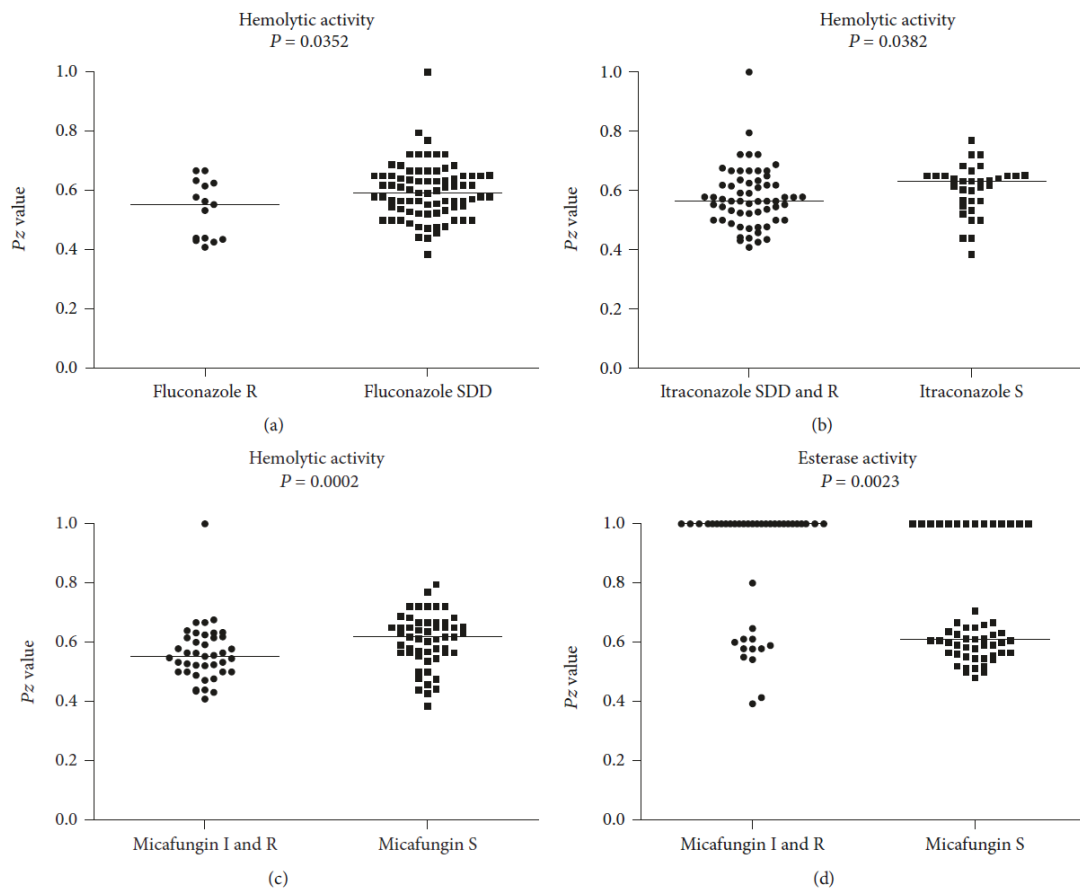 Hemolytic activity
P = 0.0352
1.0
0.8
0.6
0.4
0.2
0.0
Pz value
Fluconazole R
Fluconazole SDD
(a)
Hemolytic activity
P = 0.0382
1.0
0.8
0.6
0.4
0.2
0.0
Pz value
Itraconazole SDD and R
Itraconazole S
(b)
Hemolytic activity
P = 0.0002
1.0
0.8
0.6
0.4
0.2
0.0
Pz value
Micafungin I and R
Micafungin S
(c)
Esterase activity
P = 0.0023
1.0
0.8
0.6
0.4
0.2
0.0
Pz value
Micafungin I and R
Micafungin S
(d)